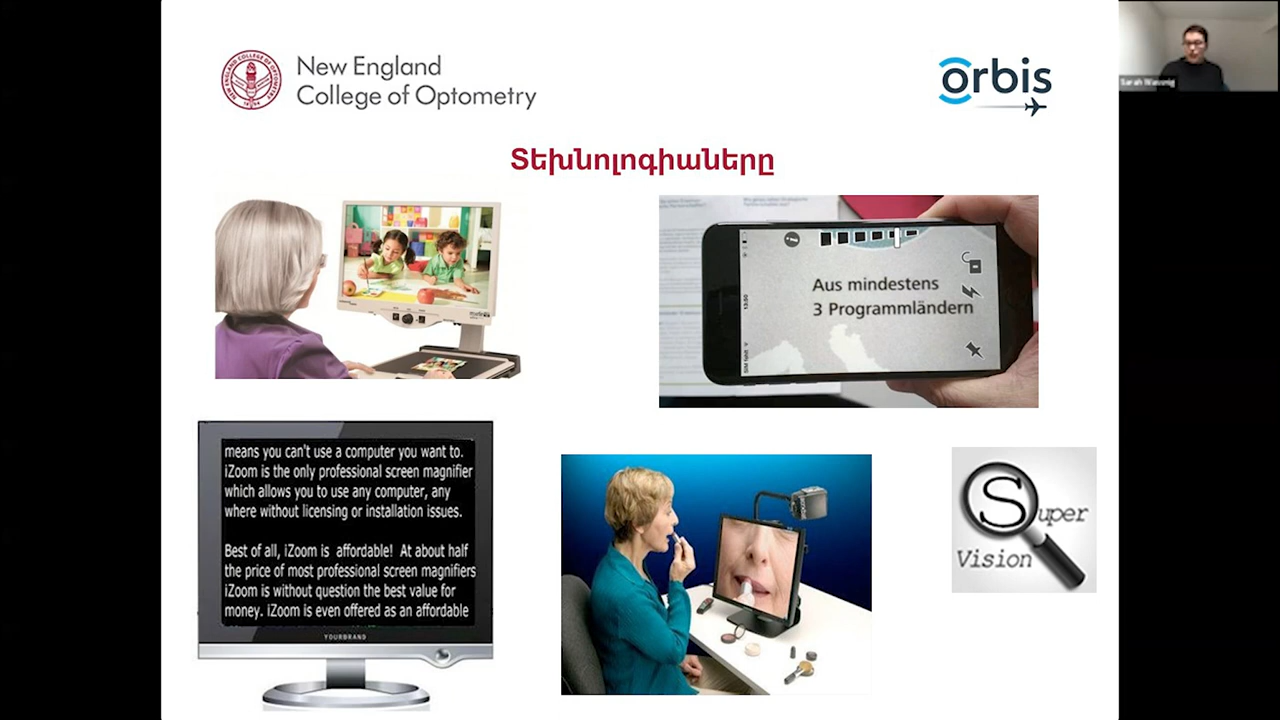 New England
College of Optometry
orbis
Sarah Wassnig
Տեխնոլոգիաները
Aus mindestens
3 Programmländern
13:50
means you can't use a computer you want to.
iZoom is the only professional screen magnifier
which allows you to use any computer, any
where without licensing or installation issues.
Best of all, iZoom is affordable! At about half
the price of most professional screen magnifiers
iZoom is without question the best value for
money. iZoom is even offered as an affordable
YOURBRAND
Super
Vision